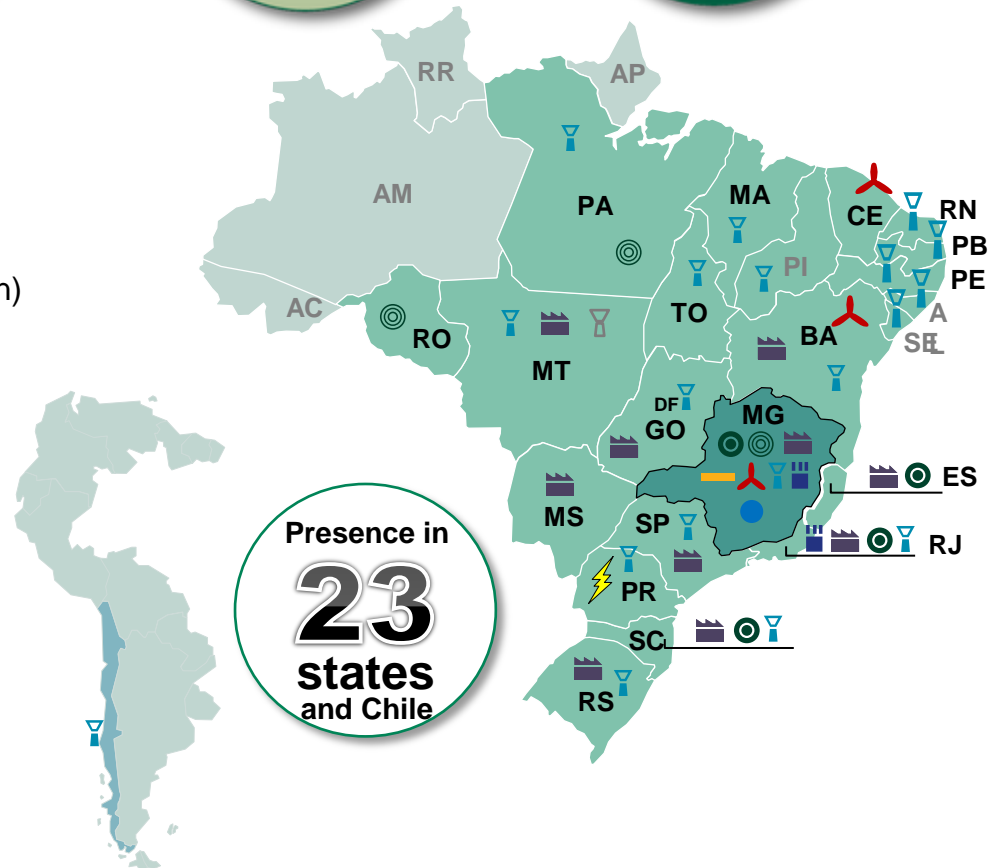 RR
AP
AM
PA
MA
CE
RN
PB
PI
PE
AC
TO
A
L
RO
BA
SE
MT
DF
MG
GO
ES
MS
SP
RJ
Presence in
23
states
and Chile
PR
SC
RS
n)